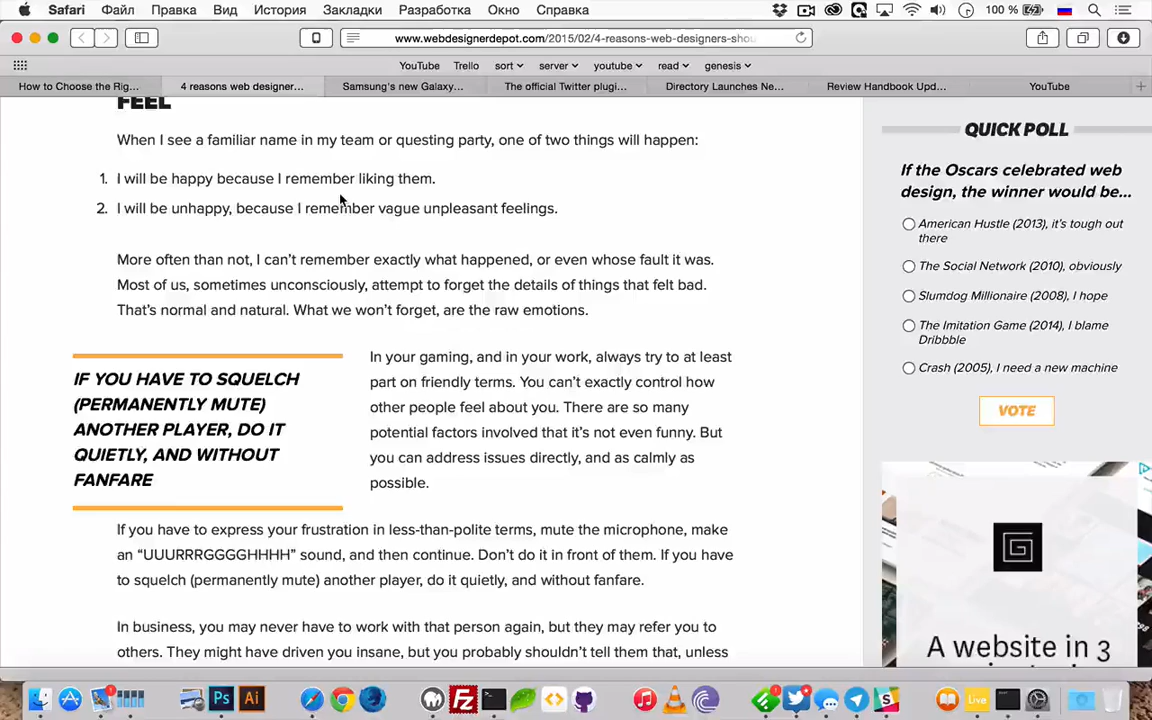 Safari Файл Правка Вид История Закладки Разработка Окно Справка 100 %
www.webdesignerdepot.com/2015/02/4-reasons-web-designers-shou
YouTube Trello sort server youtube read genesis
How to Choose the Rig... 4 reasons web designer... Samsung's new Galaxy... The official Twitter plugi... Directory Launches Ne... Review Handbook Upd... YouTube
FEEL
When I see a familiar name in my team or questing party, one of two things will happen:
1. I will be happy because I remember liking them.
2. I will be unhappy, because I remember vague unpleasant feelings.
More often than not, I can't remember exactly what happened, or even whose fault it was.
Most of us, sometimes unconsciously, attempt to forget the details of things that felt bad.
That's normal and natural. What we won't forget, are the raw emotions.
IF YOU HAVE TO SQUELCH
(PERMANENTLY MUTE)
ANOTHER PLAYER, DO IT
QUIETLY, AND WITHOUT
FANFARE
In your gaming, and in your work, always try to at least
part on friendly terms. You can't exactly control how
other people feel about you. There are so many
potential factors involved that it's not even funny. But
you can address issues directly, and as calmly as
possible.
If you have to express your frustration in less-than-polite terms, mute the microphone, make
an “UUURRRGGGGHHHH” sound, and then continue. Don't do it in front of them. If you have
to squelch (permanently mute) another player, do it quietly, and without fanfare.
In business, you may never have to work with that person again, but they may refer you to
others. They might have driven you insane, but you probably shouldn't tell them that, unless
QUICK POLL
If the Oscars celebrated web
design, the winner would be...
American Hustle (2013), it's tough out
there
The Social Network (2010), obviously
Slumdog Millionaire (2008), I hope
The Imitation Game (2014), I blame
Dribbble
Crash (2005), I need a new machine
VOTE
A website in 3
Ps Ai Fz Live